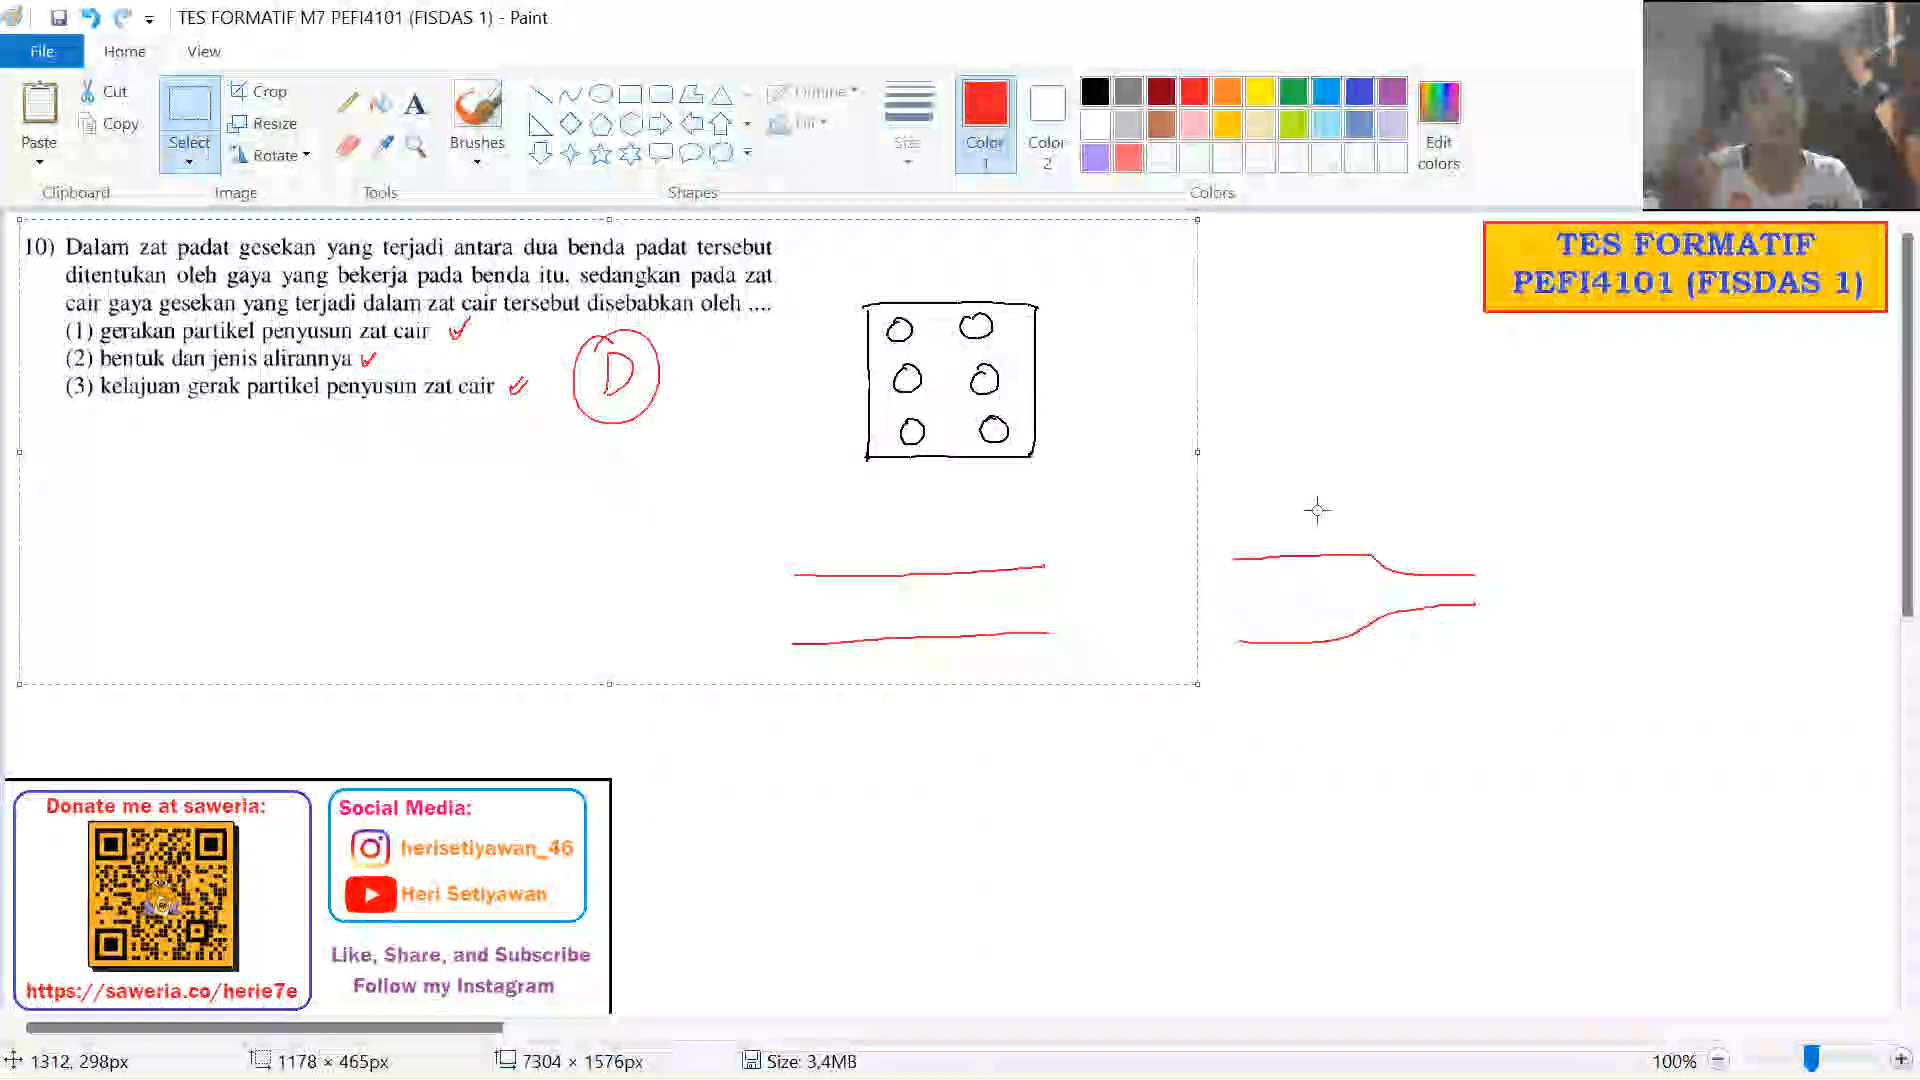 TES FORMATIF M7 PEFI4101 (FISDAS 1) - Paint
File Home View
Paste
Cut
Copy
Clipboard
Select
Crop
Resize
Rotate
Image
A
Tools
Brushes
Outline
Fill
Shapes
Size
Color 1
Color 2
Edit colors
Colors
TES FORMATIF
PEFI4101 (FISDAS 1)
10) Dalam zat padat gesekan yang terjadi antara dua benda padat tersebut
ditentukan oleh gaya yang bekerja pada benda itu. sedangkan pada zat
cair gaya gesekan yang terjadi dalam zat cair tersebut disebabkan oleh ....
(1) gerakan partikel penyusun zat cair
(2) bentuk dan jenis alirannya
(3) kelajuan gerak partikel penyusun zat cair
D
Donate me at saweria:
https://saweria.co/herie7e
Social Media:
herisetiyawan_46
Heri Setiyawan
Like, Share, and Subscribe
Follow my Instagram
1312, 298px
1178 × 465px
7304 × 1576px
Size: 3,4MB
100%